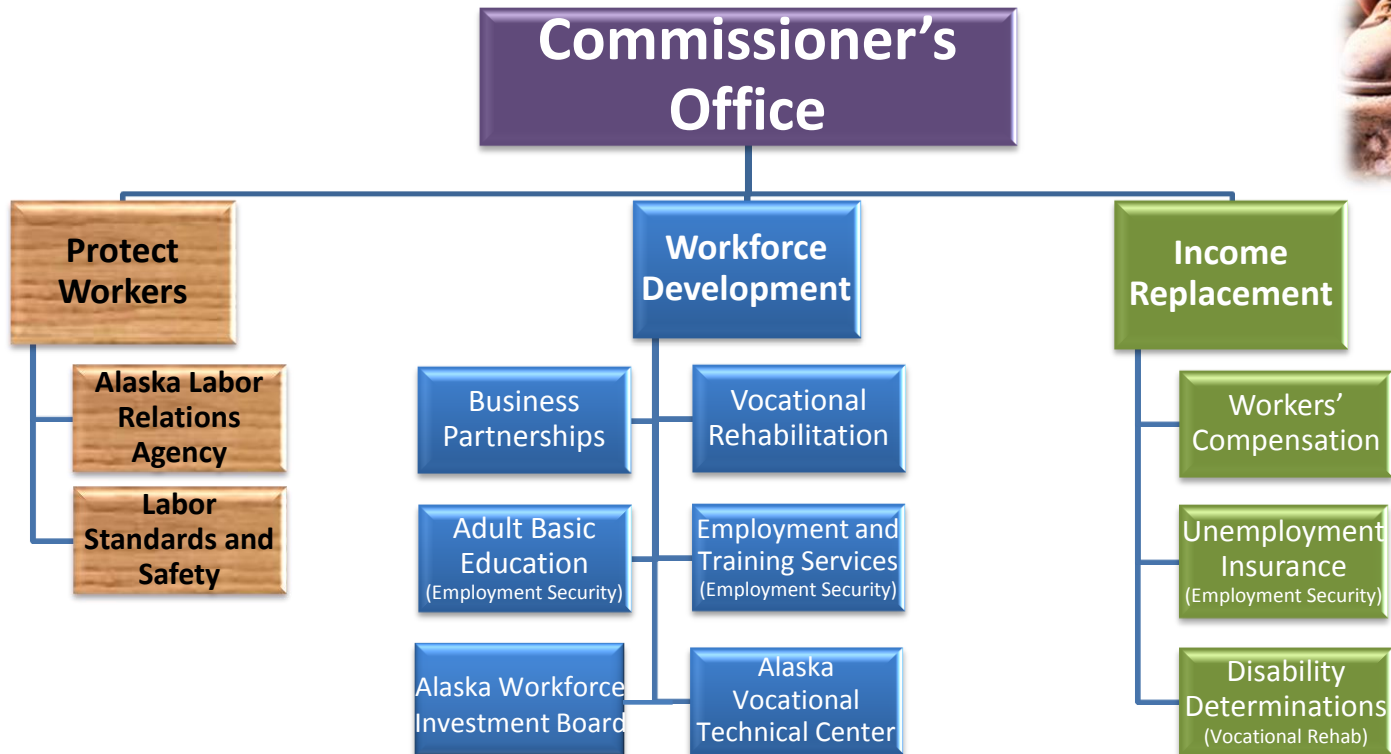 Commissioner’s
Office
Protect
Workers
Workforce
Development
Income
Replacement
Alaska Labor
Relations
Agency
Labor
Standards and
Safety
Business
Partnerships
Vocational
Rehabilitation
Adult Basic
Education
(Employment Security)
Employment and
Training Services
(Employment Security)
Alaska Workforce
Investment Board
Alaska
Vocational
Technical Center
Workers’
Compensation
Unemployment
Insurance
(Employment Security)
Disability
Determinations
(Vocational Rehab)